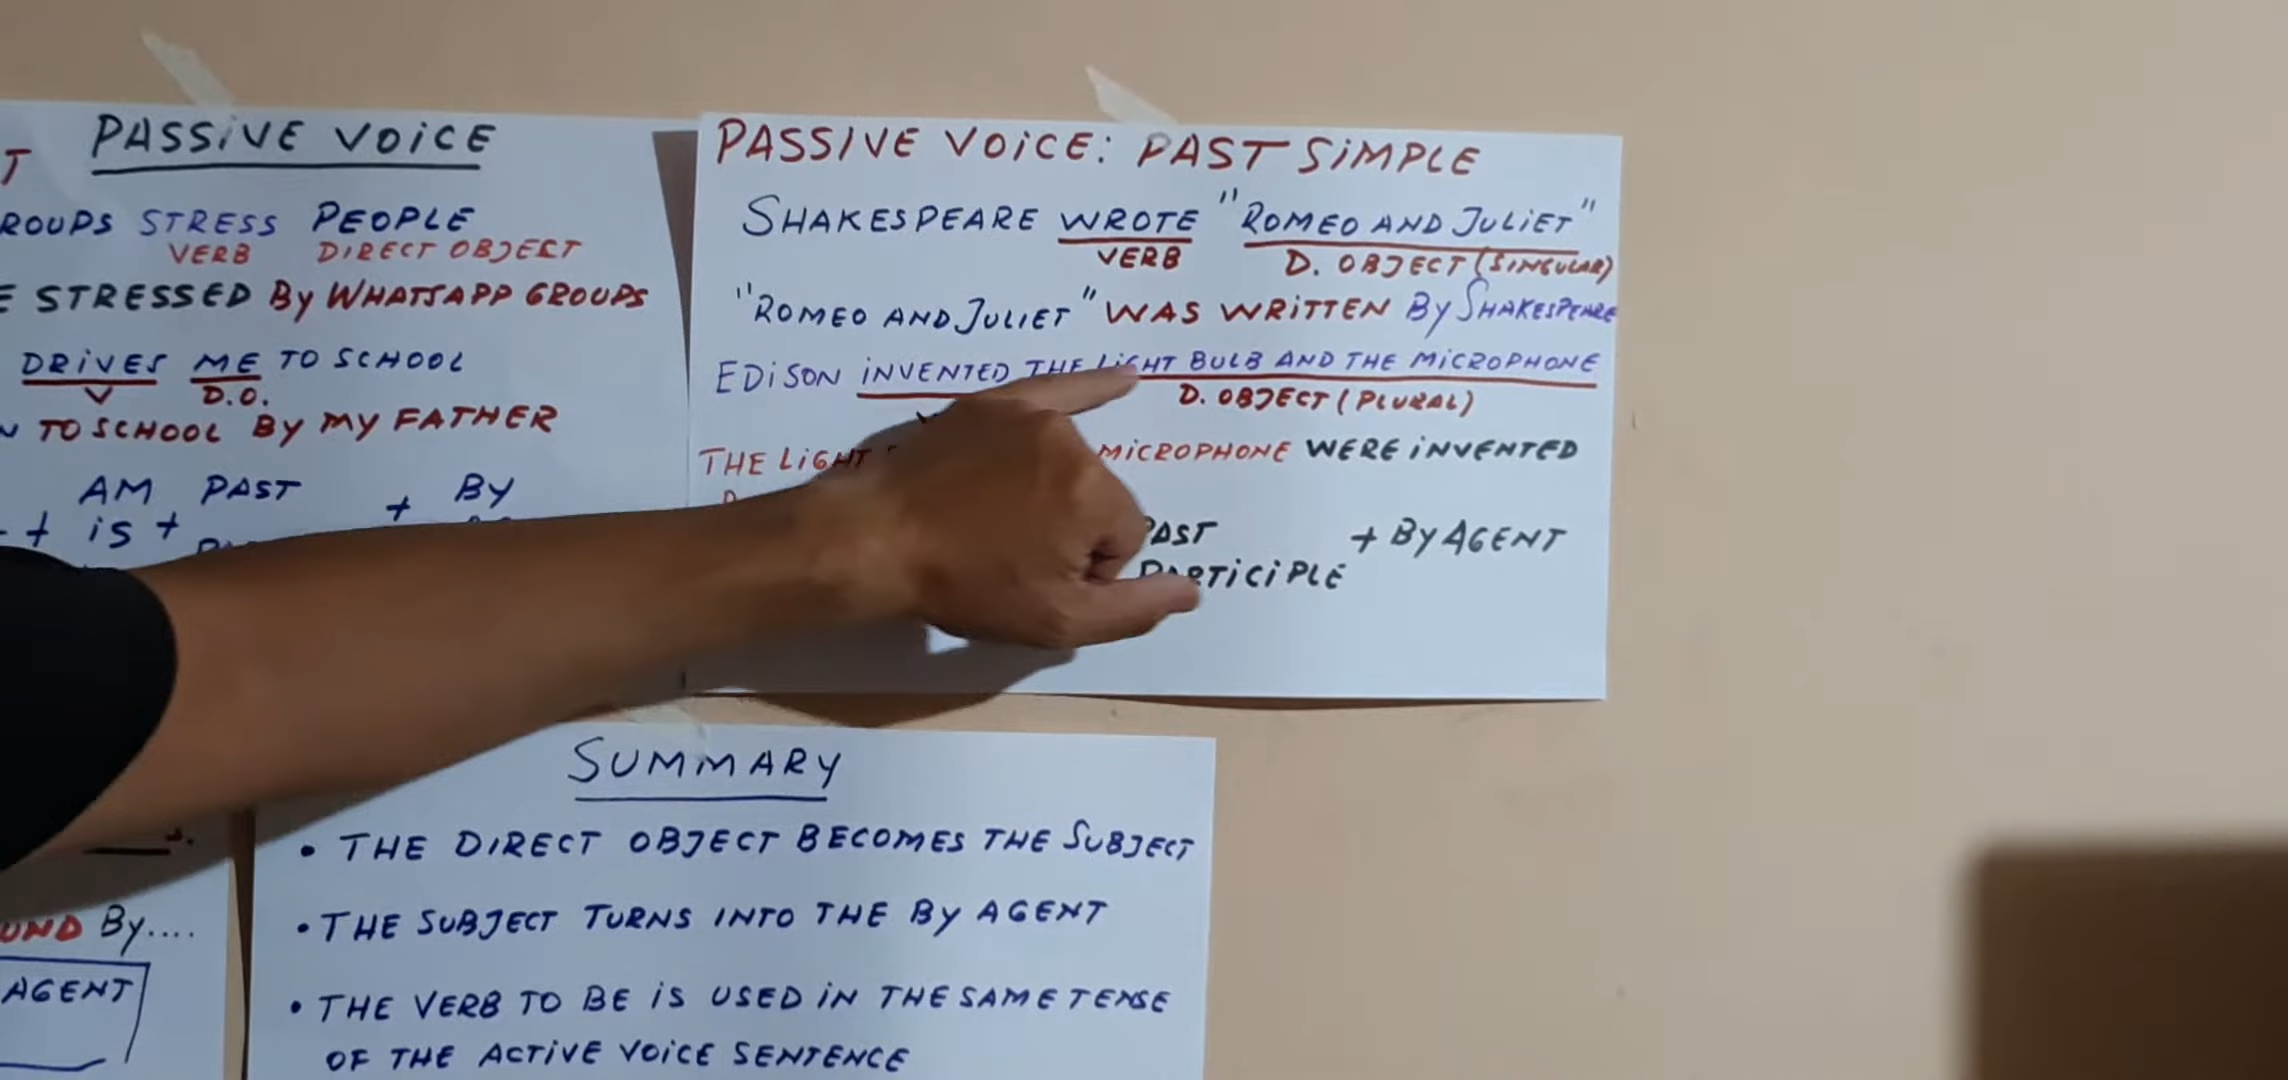 PASSIVE VOICE
T
ROUPS STRESS PEOPLE
VERB DIRECT OBJECT
E STRESSED By WHATSAPP GROUPS
DRIVES ME TO SCHOOL
V D.O.
N TO SCHOOL By MY FATHER
AM PAST + By
+ is +
UND By....
AGENT
PASSIVE VOICE: PAST SIMPLE
SHAKESPEARE WROTE "ROMEO AND JULIET"
VERB D. OBJECT (SINGULAR)
"ROMEO AND JULIET" WAS WRITTEN By SHAKESPEARE
EDISON INVENTED THE LIGHT BULB AND THE MICROPHONE
D. OBJECT (PLURAL)
THE LIGHT MICROPHONE WERE INVENTED
PAST + By AGENT
PARTICIPLE
SUMMARY
• THE DIRECT OBJECT BECOMES THE SUBJECT
• THE SUBJECT TURNS INTO THE By AGENT
• THE VERB TO BE IS USED IN THE SAME TENSE
OF THE ACTIVE VOICE SENTENCE